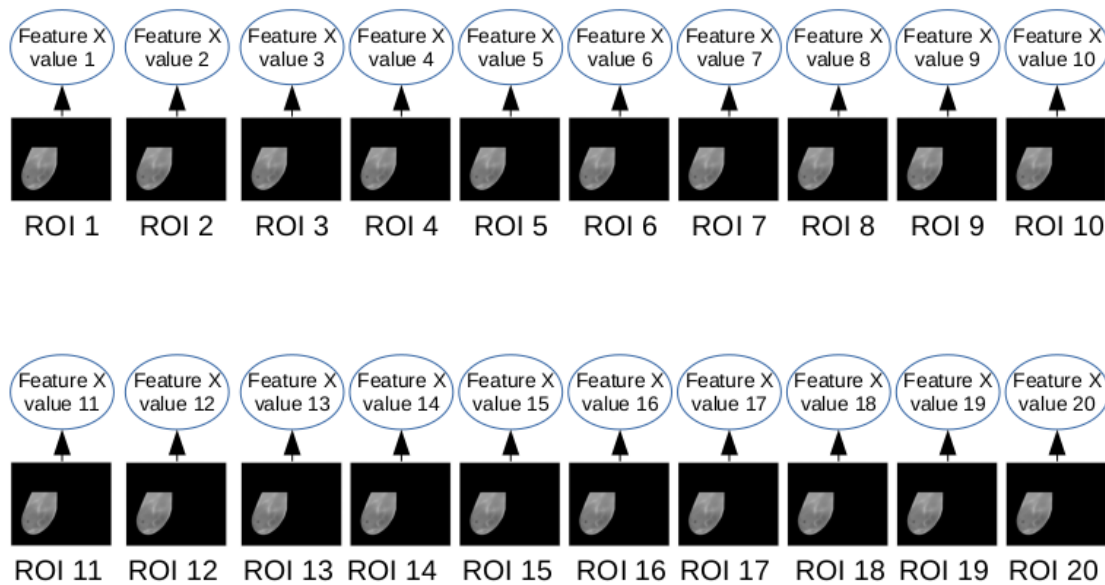 Feature X Feature X Feature X Feature X Feature X Feature X Feature X Feature X Feature X Feature X
value 1 value 2 value 3 value 4 value 5 value 6 value 7 value 8 value 9 value 10
ROI 1 ROI 2 ROI 3 ROI 4 ROI 5 ROI 6 ROI 7 ROI 8 ROI 9 ROI 10
Feature X Feature X Feature X Feature X Feature X Feature X Feature X Feature X Feature X Feature X
value 11 value 12 value 13 value 14 value 15 value 16 value 17 value 18 value 19 value 20
ROI 11 ROI 12 ROI 13 ROI 14 ROI 15 ROI 16 ROI 17 ROI 18 ROI 19 ROI 20